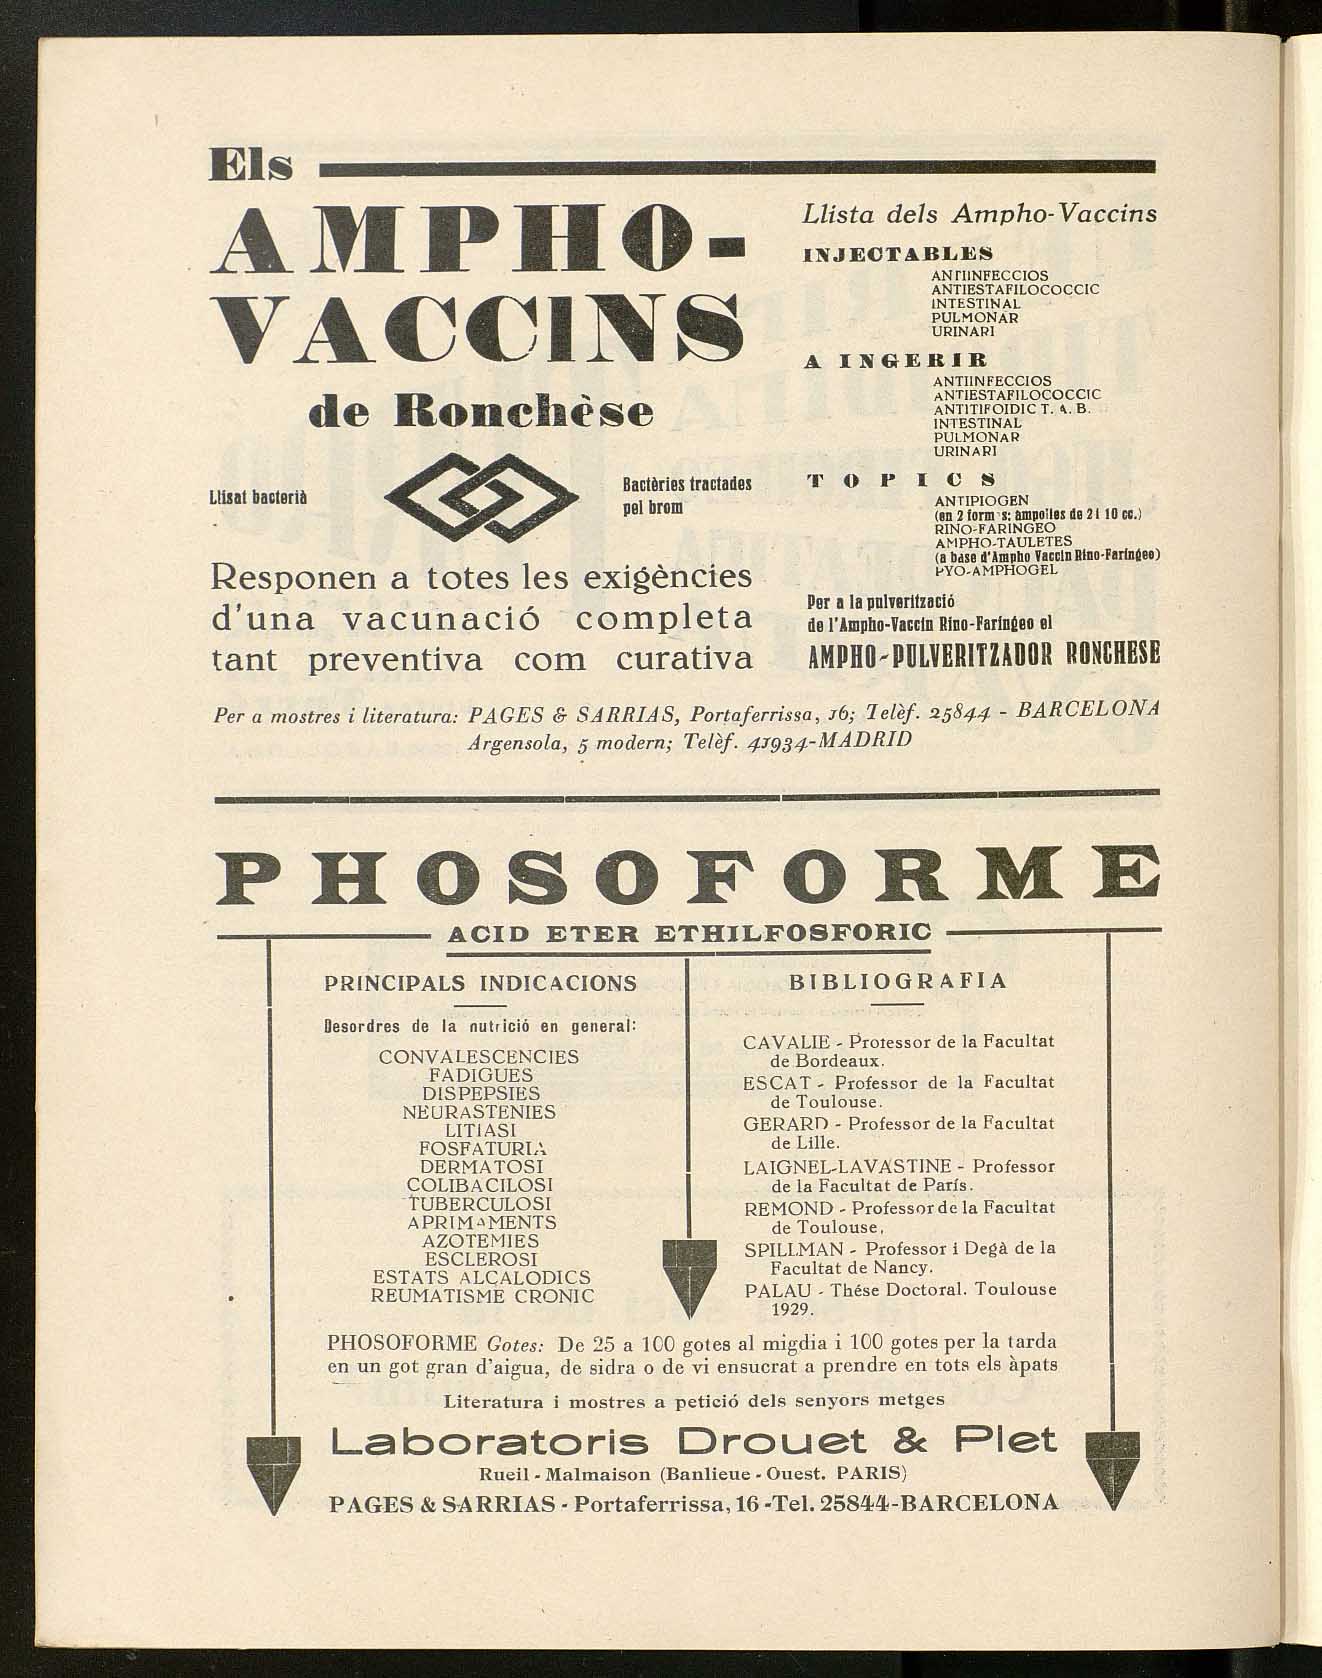 Els
AMPHO-
VACCINS
de Ronchèse
Llisat bacterià
Bactèries tractades
pel brom
Responen a totes les exigències
d'una vacunació completa
tant preventiva com curativa
Llista dels Ampho-Vaccins
INJECTABLES
ANTIINFECCIOS
ANTIESTAFILOCOCCIC
INTESTINAL
PULMONAR
URINARI
A INGERIR
ANTIINFECCIOS
ANTIESTAFILOCOCCIC
ANTITIFOIDIC T. A. B.
INTESTINAL
PULMONAR
URINARI
TOPICS
ANTIPIOGEN
(en 2 formes: ampolles de 2 i 10 cc.)
RINO-FARINGEO
AMPHO-TAULETES
(a base d'Ampho Vaccin Rino-Faríngeo)
PYO-AMPHOGEL
Per a la pulverització
de l'Ampho-Vaccin Rino-Faríngeo el
AMPHO-PULVERITZADOR RONCHESE
Per a mostres i literatura: PAGES & SARRIAS, Portaferrissa, 16; Telèf. 25844 - BARCELONA
Argensola, 5 modern; Telèf. 41934-MADRID
PHOSOFORME
ACID ETER ETHILFOSFORIC
PRINCIPALS INDICACIONS
Desordres de la nutrició en general:
CONVALESCENCIES
FADIGUES
DISPEPSIES
NEURASTENIES
LITIASI
FOSFATURIA
DERMATOSI
COLIBACILOSI
TUBERCULOSI
APRIMAMENTS
AZOTEMIES
ESCLEROSI
ESTATS ALCALODICS
REUMATISME CRONIC
BIBLIOGRAFIA
CAVALIE - Professor de la Facultat
de Bordeaux.
ESCAT - Professor de la Facultat
de Toulouse.
GERARD - Professor de la Facultat
de Lille.
LAIGNEL-LAVASTINE - Professor
de la Facultat de París.
REMOND - Professor de la Facultat
de Toulouse.
SPILLMAN - Professor i Degà de la
Facultat de Nancy.
PALAU - Thése Doctoral. Toulouse
1929.
PHOSOFORME Gotes: De 25 a 100 gotes al migdia i 100 gotes per la tarda
en un got gran d'aigua, de sidra o de vi ensucrat a prendre en tots els àpats
Literatura i mostres a petició dels senyors metges
Laboratoris Drouet & Plet
Rueil - Malmaison (Banlieue - Ouest. PARIS)
PAGES & SARRIAS - Portaferrissa, 16 - Tel. 25844-BARCELONA